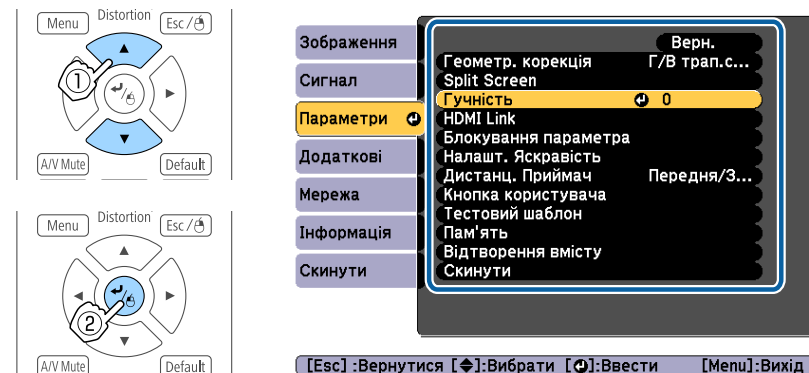 Menu Distortion Esc/
1
A/V Mute Default
Menu Distortion Esc/
2
A/V Mute Default
Зображення
Сигнал
Параметри
Додаткові
Мережа
Інформація
Скинути
Верн.
Геометр. корекція Г/В трап.с...
Split Screen
Гучність 0
HDMI Link
Блокування параметра
Налашт. Яскравість
Дистанц. Приймач Передня/З...
Кнопка користувача
Тестовий шаблон
Пам'ять
Відтворення вмісту
Скинути
[Esc] :Вернутися [◆]:Вибрати [⏎]:Ввести [Menu]:Вихід